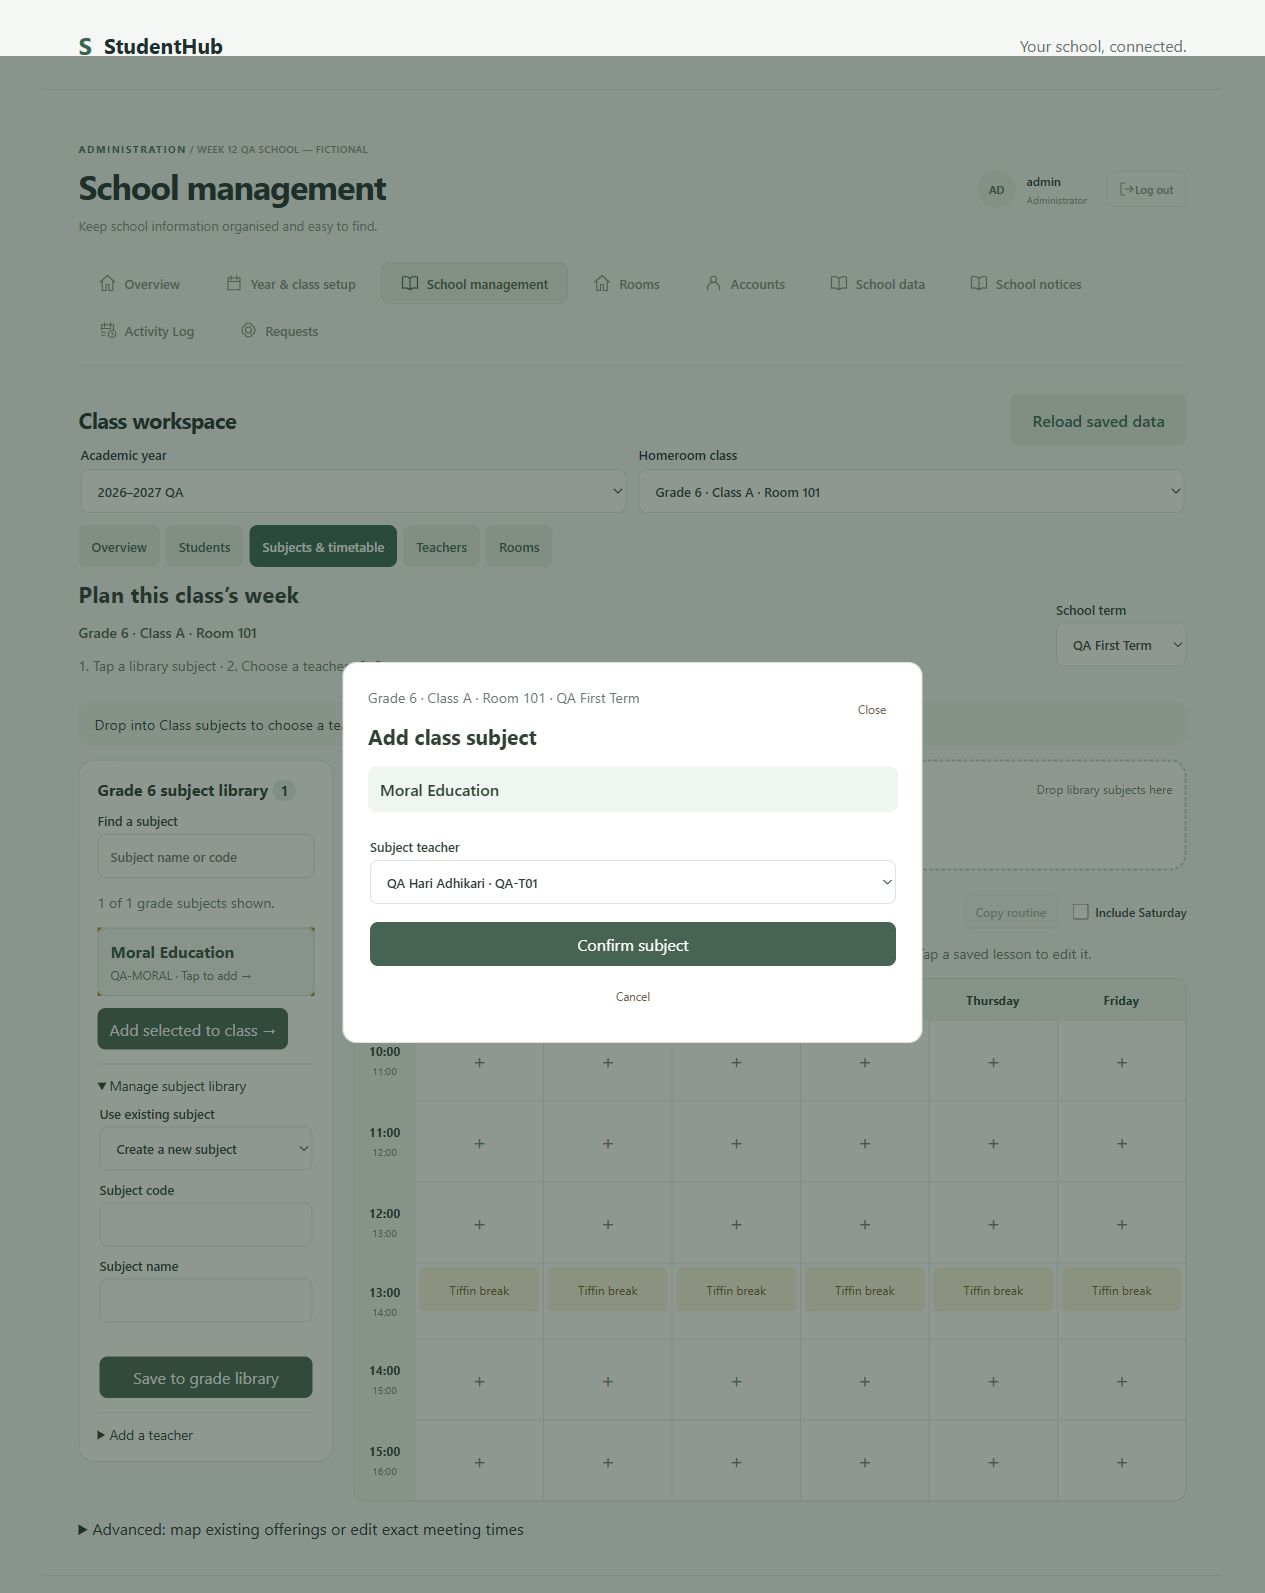 S StudentHub
Your school, connected.
ADMINISTRATION / WEEK 12 QA SCHOOL — FICTIONAL
School management
Keep school information organised and easy to find.
AD
admin
Administrator
Log out
Overview
Year & class setup
School management
Rooms
Accounts
School data
School notices
Activity Log
Requests
Class workspace
Reload saved data
Academic year
2026–2027 QA
Homeroom class
Grade 6 · Class A · Room 101
Overview
Students
Subjects & timetable
Teachers
Rooms
Plan this class’s week
Grade 6 · Class A · Room 101
1. Tap a library subject · 2. Choose a teacher
School term
QA First Term
Drop into Class subjects to choose a
Grade 6 · Class A · Room 101 · QA First Term
Close
Add class subject
Moral Education
Subject teacher
QA Hari Adhikari · QA-T01
Confirm subject
Cancel
Grade 6 subject library 1
Find a subject
Subject name or code
1 of 1 grade subjects shown.
Moral Education
QA-MORAL · Tap to add →
Add selected to class →
▼ Manage subject library
Use existing subject
Create a new subject
Subject code
Subject name
Save to grade library
▶ Add a teacher
Drop library subjects here
Copy routine
Include Saturday
a saved lesson to edit it.
Thursday
Friday
10:00
11:00
+ + + + + +
11:00
12:00
+ + + + + +
12:00
13:00
+ + + + + +
13:00
14:00
Tiffin break Tiffin break Tiffin break Tiffin break Tiffin break Tiffin break
14:00
15:00
+ + + + + +
15:00
16:00
+ + + + + +
▶ Advanced: map existing offerings or edit exact meeting times